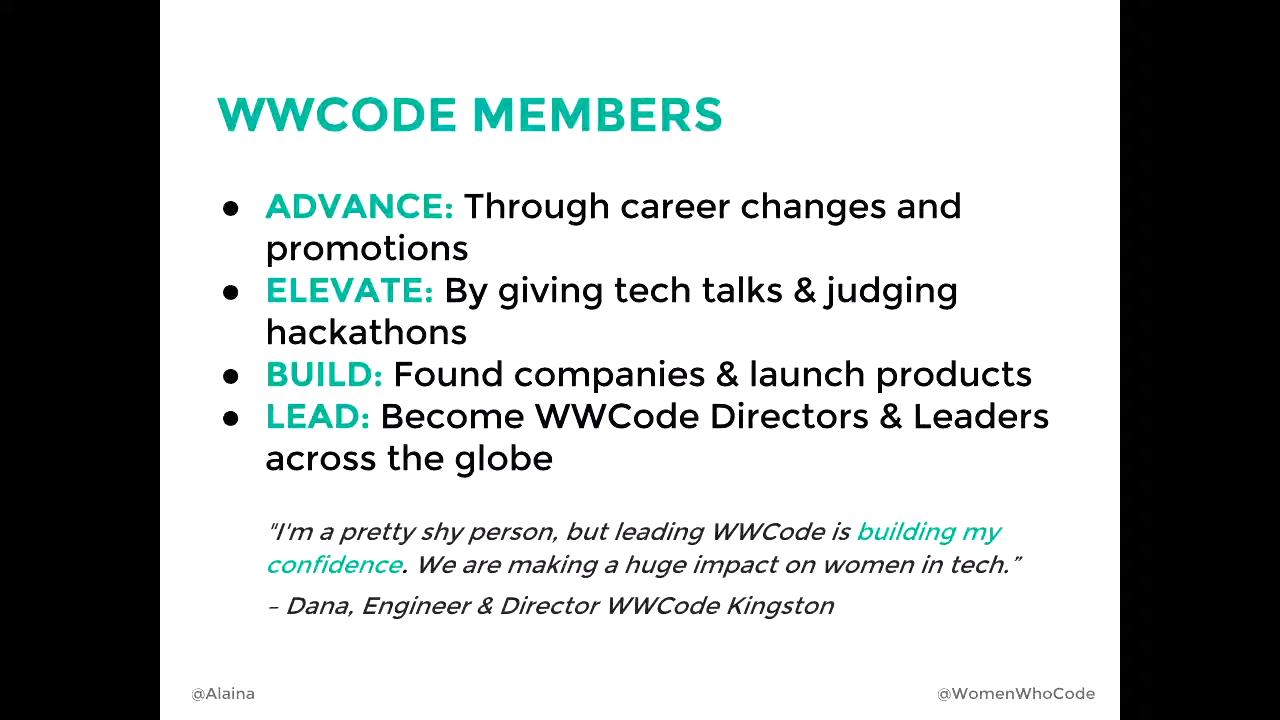 WWCODE MEMBERS
● ADVANCE: Through career changes and
promotions
● ELEVATE: By giving tech talks & judging
hackathons
● BUILD: Found companies & launch products
● LEAD: Become WWCode Directors & Leaders
across the globe
"I'm a pretty shy person, but leading WWCode is building my
confidence. We are making a huge impact on women in tech.”
– Dana, Engineer & Director WWCode Kingston
@Alaina
@WomenWhoCode